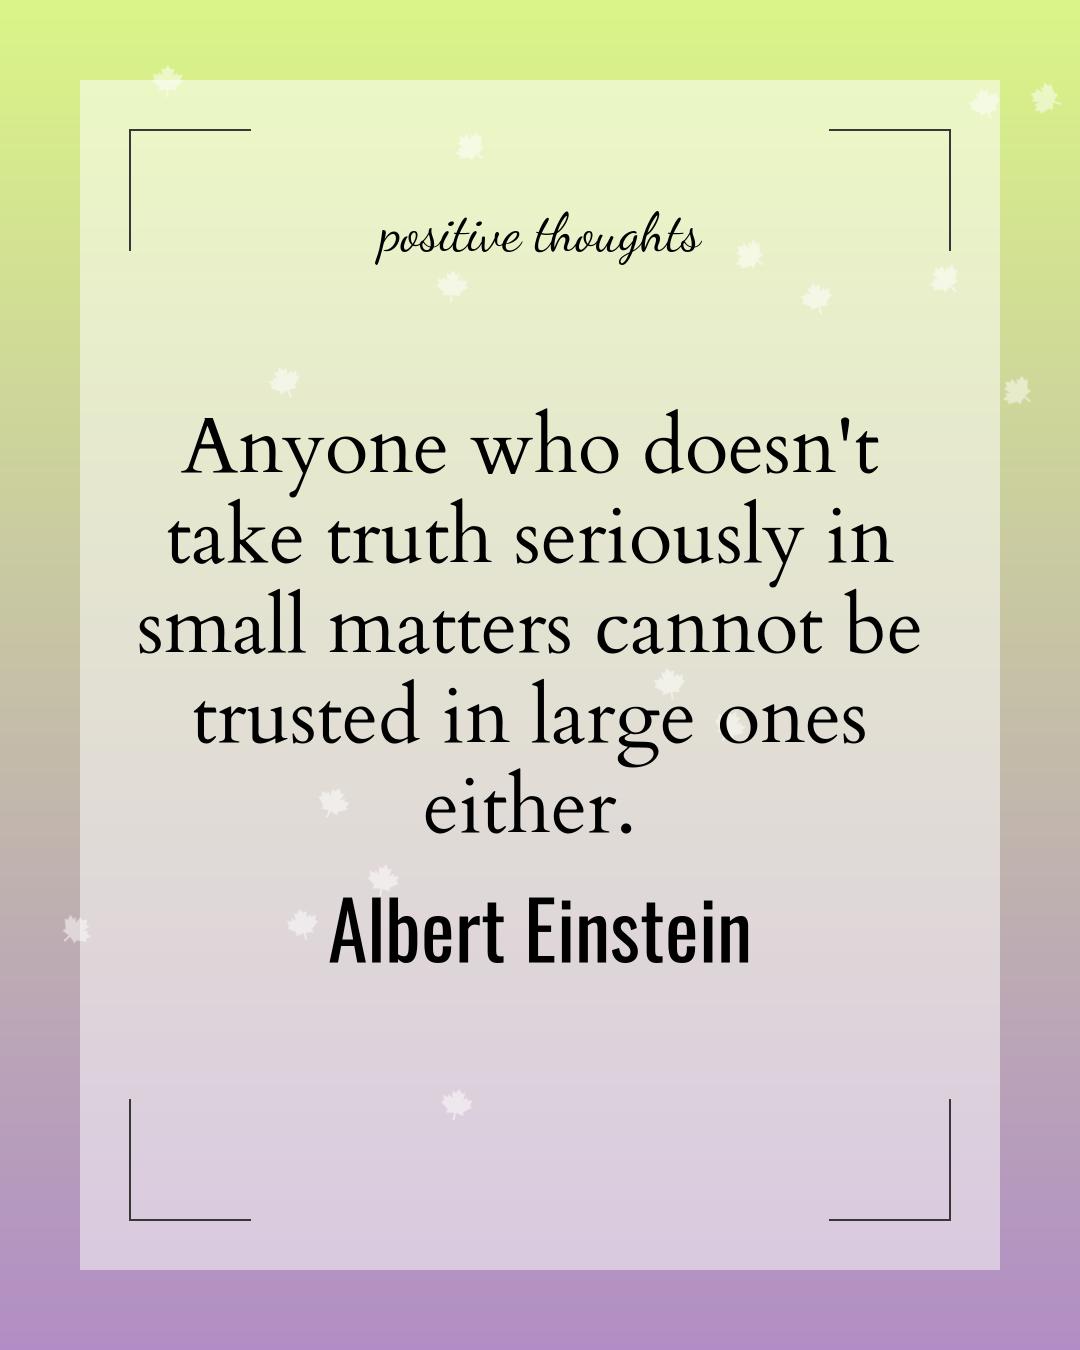 positive thoughts
Anyone who doesn't
take truth seriously in
small matters cannot be
trusted in large ones
either.
Albert Einstein